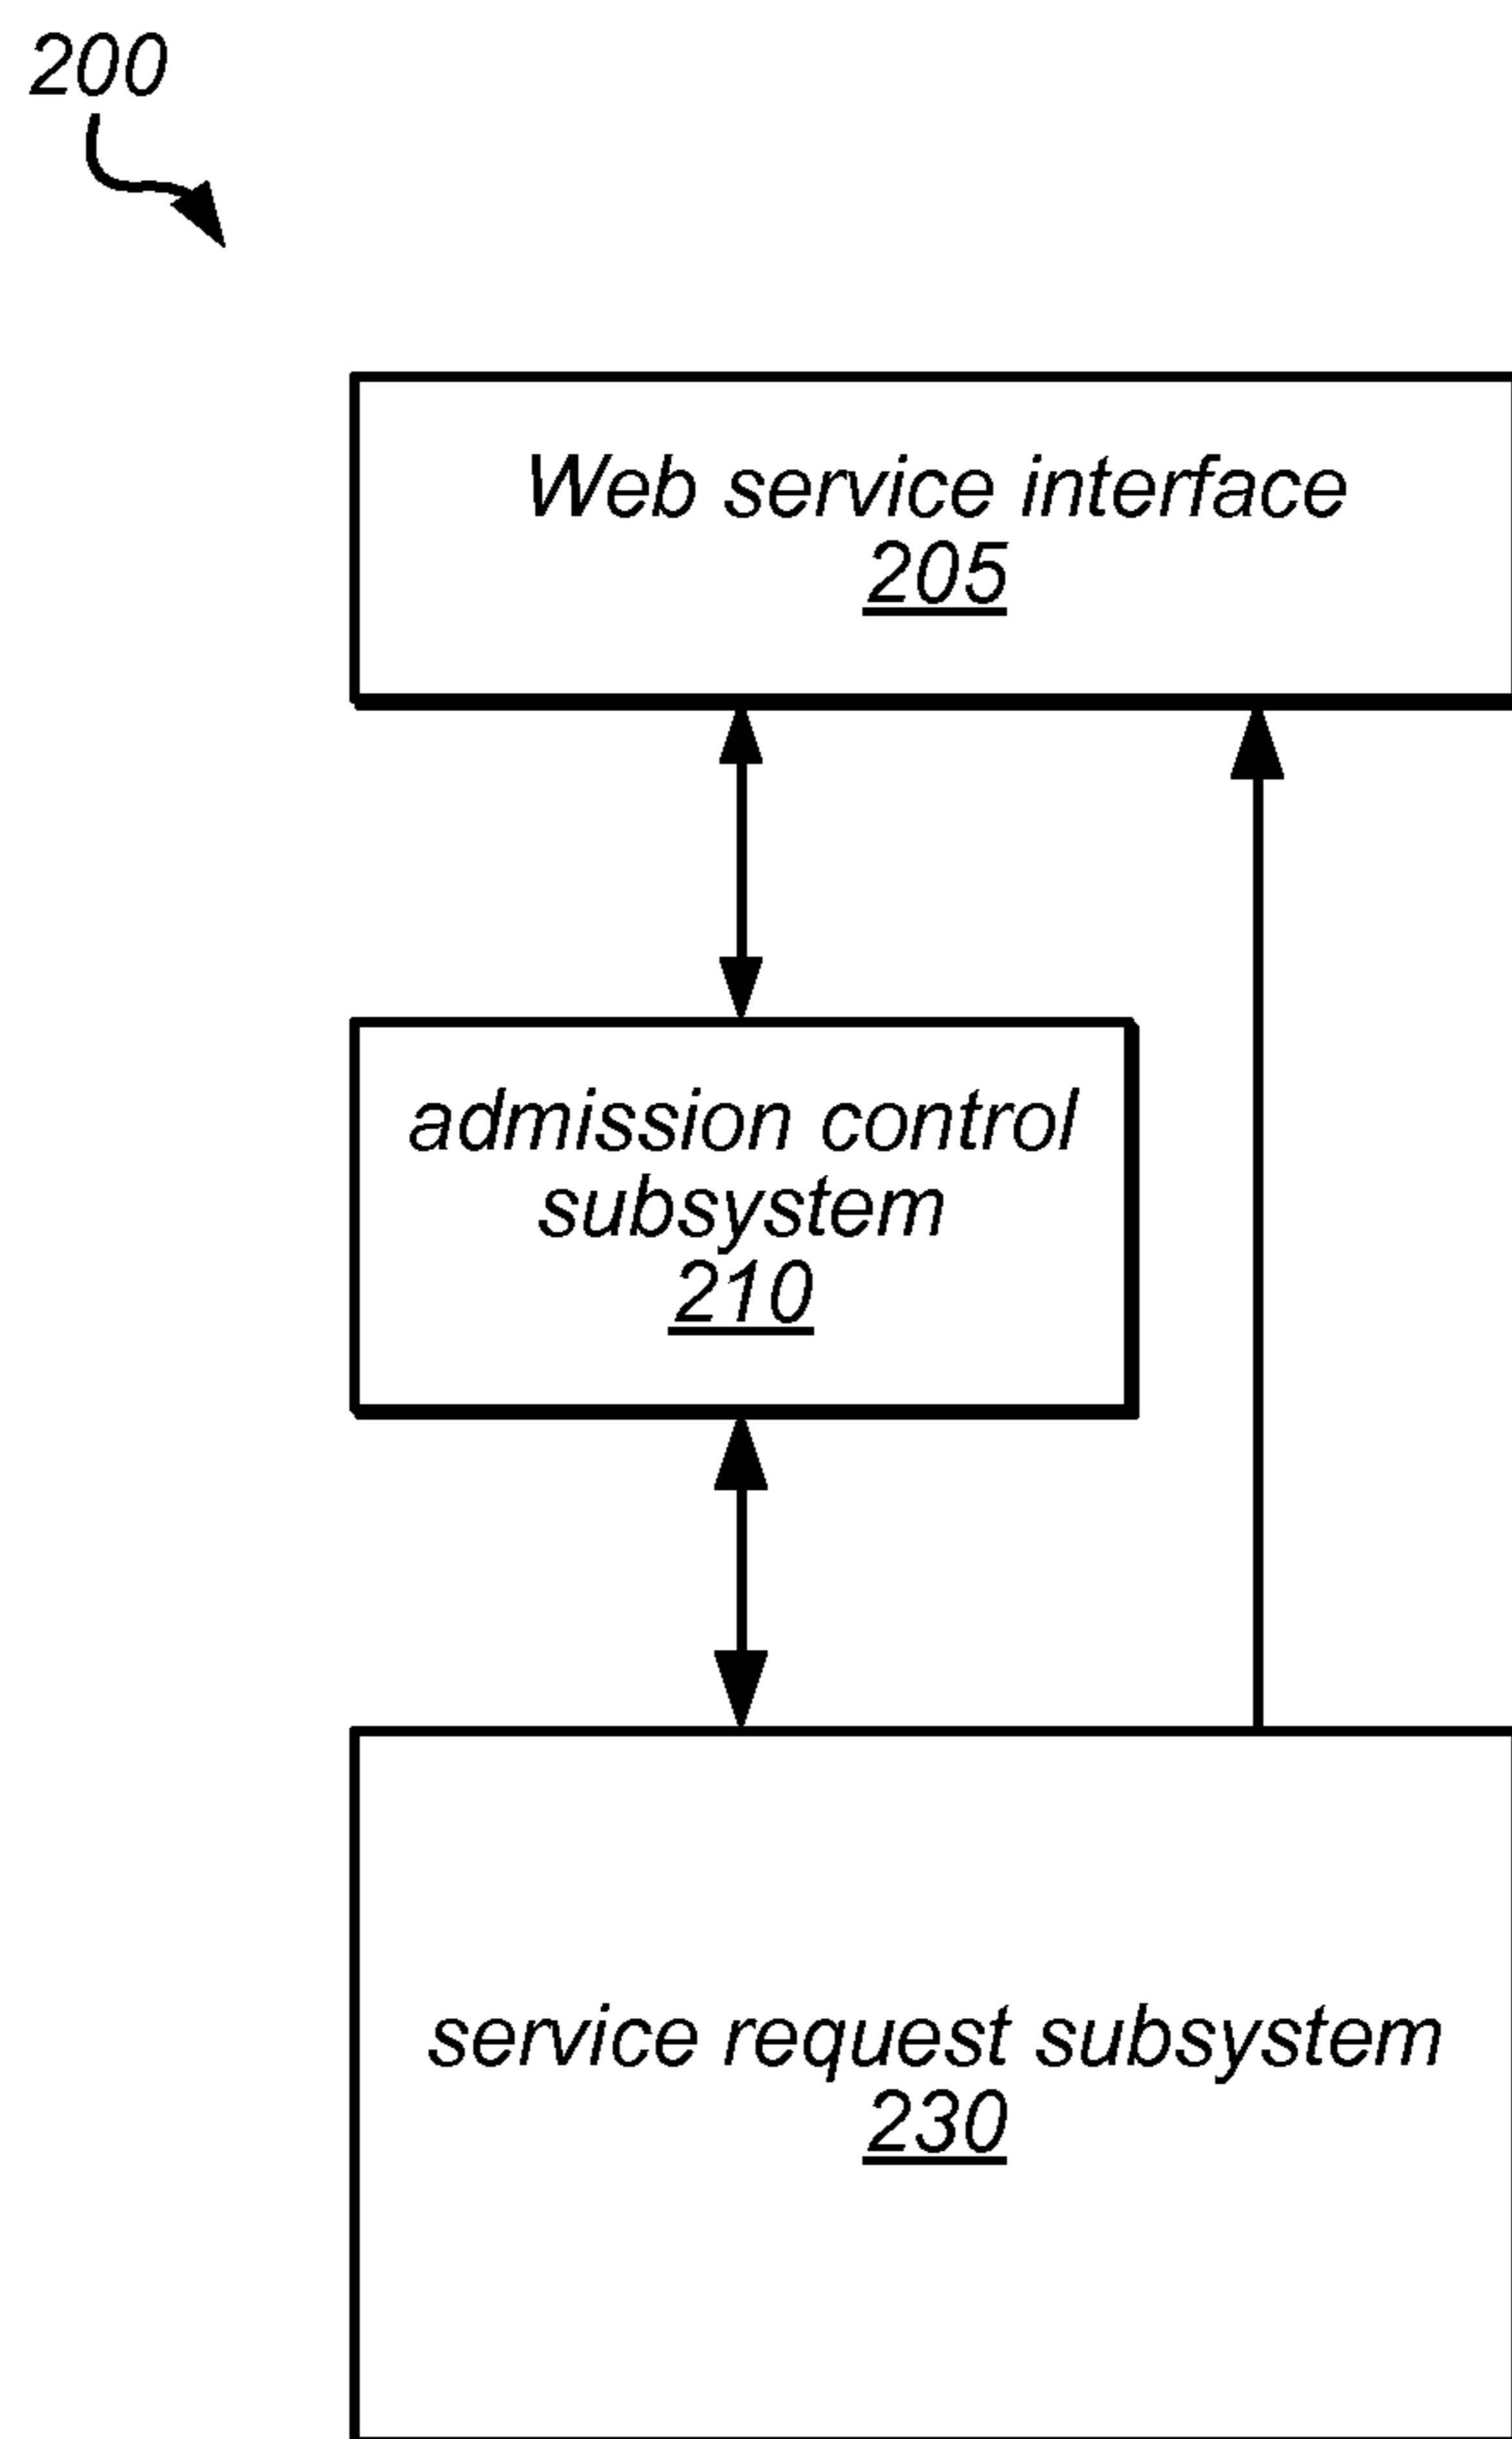 200
Web service interface
205
admission control
subsystem
210
service request subsystem
230